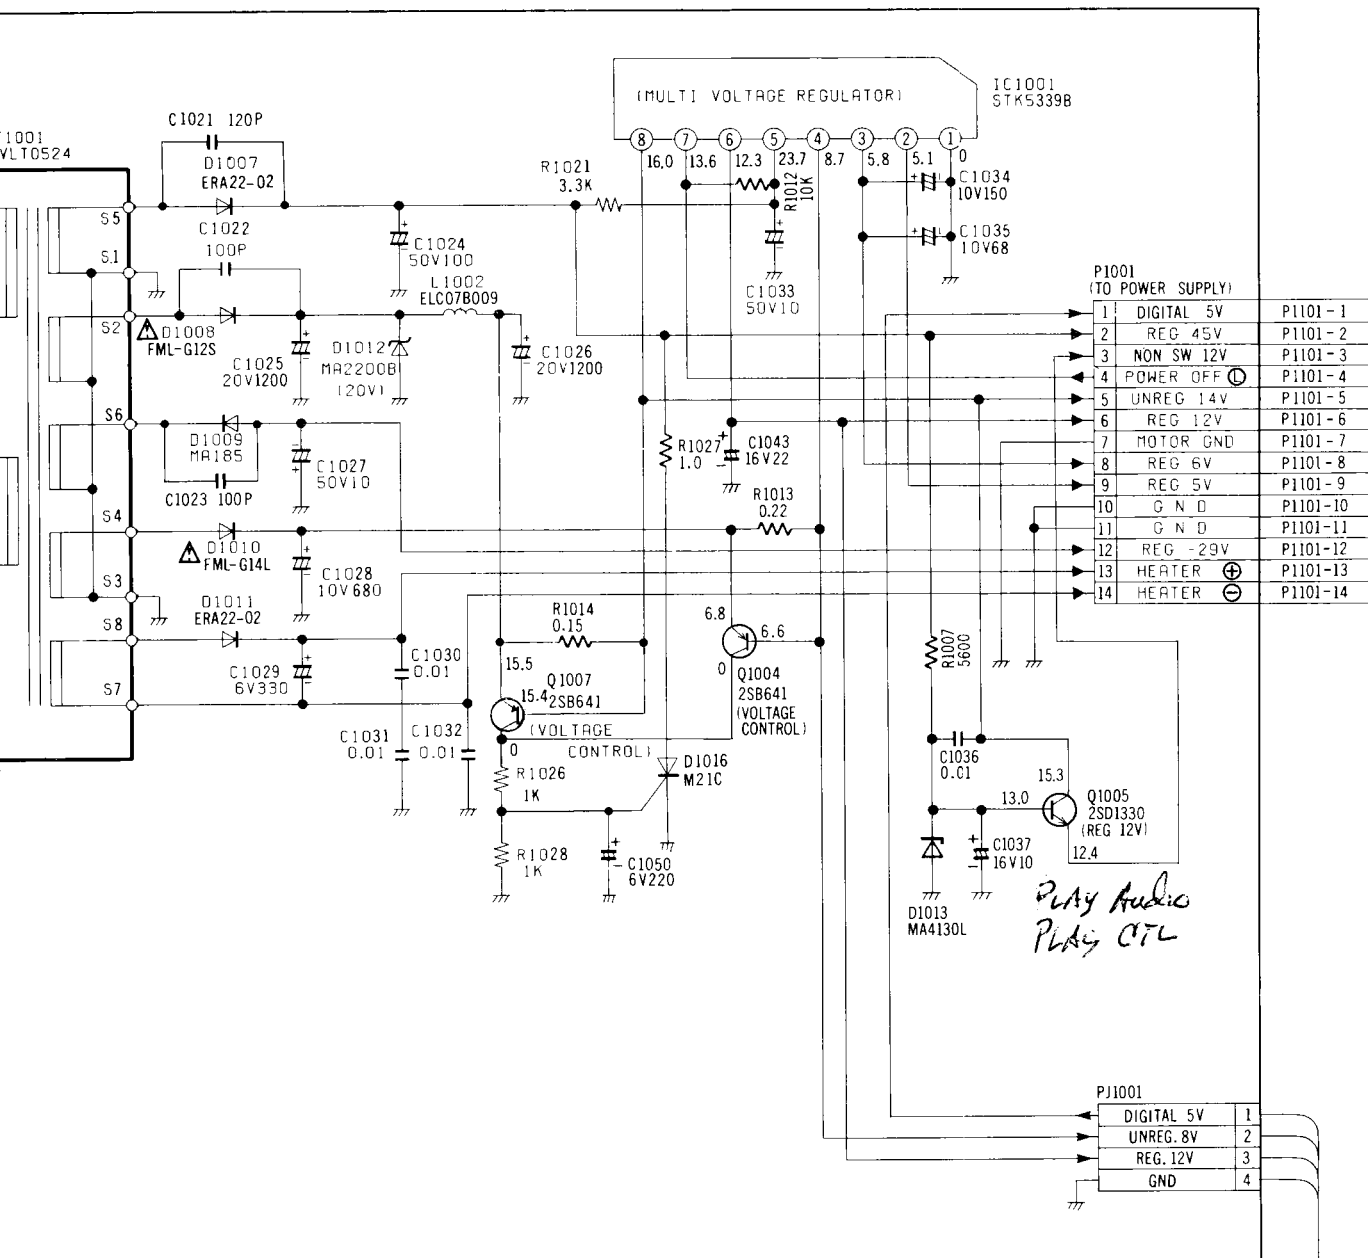 IC1001
STK5339B
(MULTI VOLTAGE REGULATOR)
8 7 6 5 4 3 2 1
16.0 13.6 12.3 23.7 8.7 5.8 5.1 0
C1021 120P
1001
VLT0524
D1007
ERA22-02
R1021
3.3K
R1012
10K
C1034
10V150
C1035
10V68
S5
C1022
100P
C1024
50V100
S.1
L1002
ELC07B009
C1033
50V10
S2
D1008
FML-G12S
C1025
20V1200
D1012
MA2200B
(20V)
C1026
20V1200
P1001
(TO POWER SUPPLY)
1 DIGITAL 5V P1101-1
2 REG 45V P1101-2
3 NON SW 12V P1101-3
4 POWER OFF L P1101-4
5 UNREG 14V P1101-5
6 REG 12V P1101-6
7 MOTOR GND P1101-7
8 REG 6V P1101-8
9 REG 5V P1101-9
10 G N D P1101-10
11 G N D P1101-11
12 REG -29V P1101-12
13 HEATER + P1101-13
14 HEATER - P1101-14
S6
D1009
MA185
C1023 100P
C1027
50V10
R1027
1.0
C1043
16V22
R1013
0.22
S4
D1010
FML-G14L
C1028
10V680
S3
D1011
ERA22-02
S8
C1029
6V330
S7
C1030
0.01
C1031
0.01
C1032
0.01
R1014
0.15
15.5
15.4
Q1007
2SB641
(VOLTAGE
CONTROL)
0
6.8
6.6
0
Q1004
2SB641
(VOLTAGE
CONTROL)
R1007
5600
R1026
1K
D1016
M21C
R1028
1K
C1050
6V220
C1036
0.01
15.3
13.0
Q1005
2SD1330
(REG 12V)
12.4
C1037
16V10
D1013
MA4130L
PLAY Audio
PLAY CTL
PJ1001
DIGITAL 5V 1
UNREG. 8V 2
REG. 12V 3
GND 4